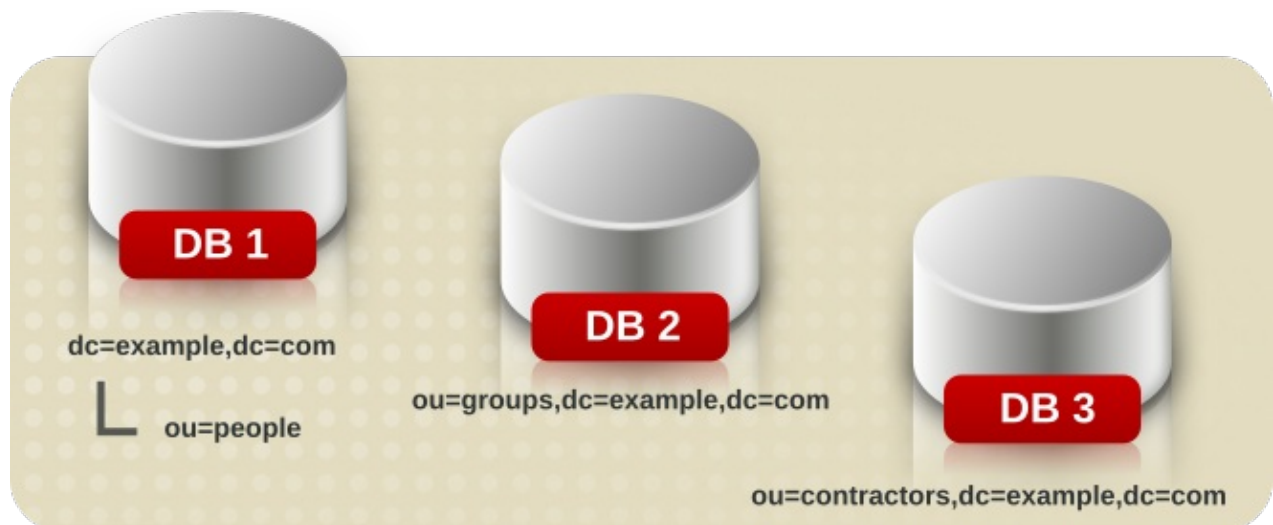 DB 1
dc=example,dc=com
ou=people
DB 2
ou=groups,dc=example,dc=com
DB 3
ou=contractors,dc=example,dc=com